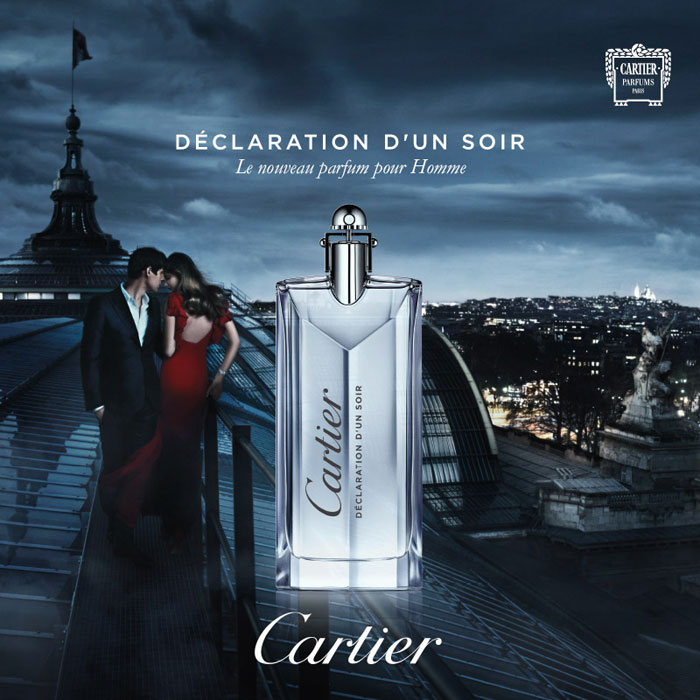 CARTIER
PARFUMS
PARIS
DÉCLARATION D'UN SOIR
Le nouveau parfum pour Homme
Cartier
DÉCLARATION D'UN SOIR
Cartier